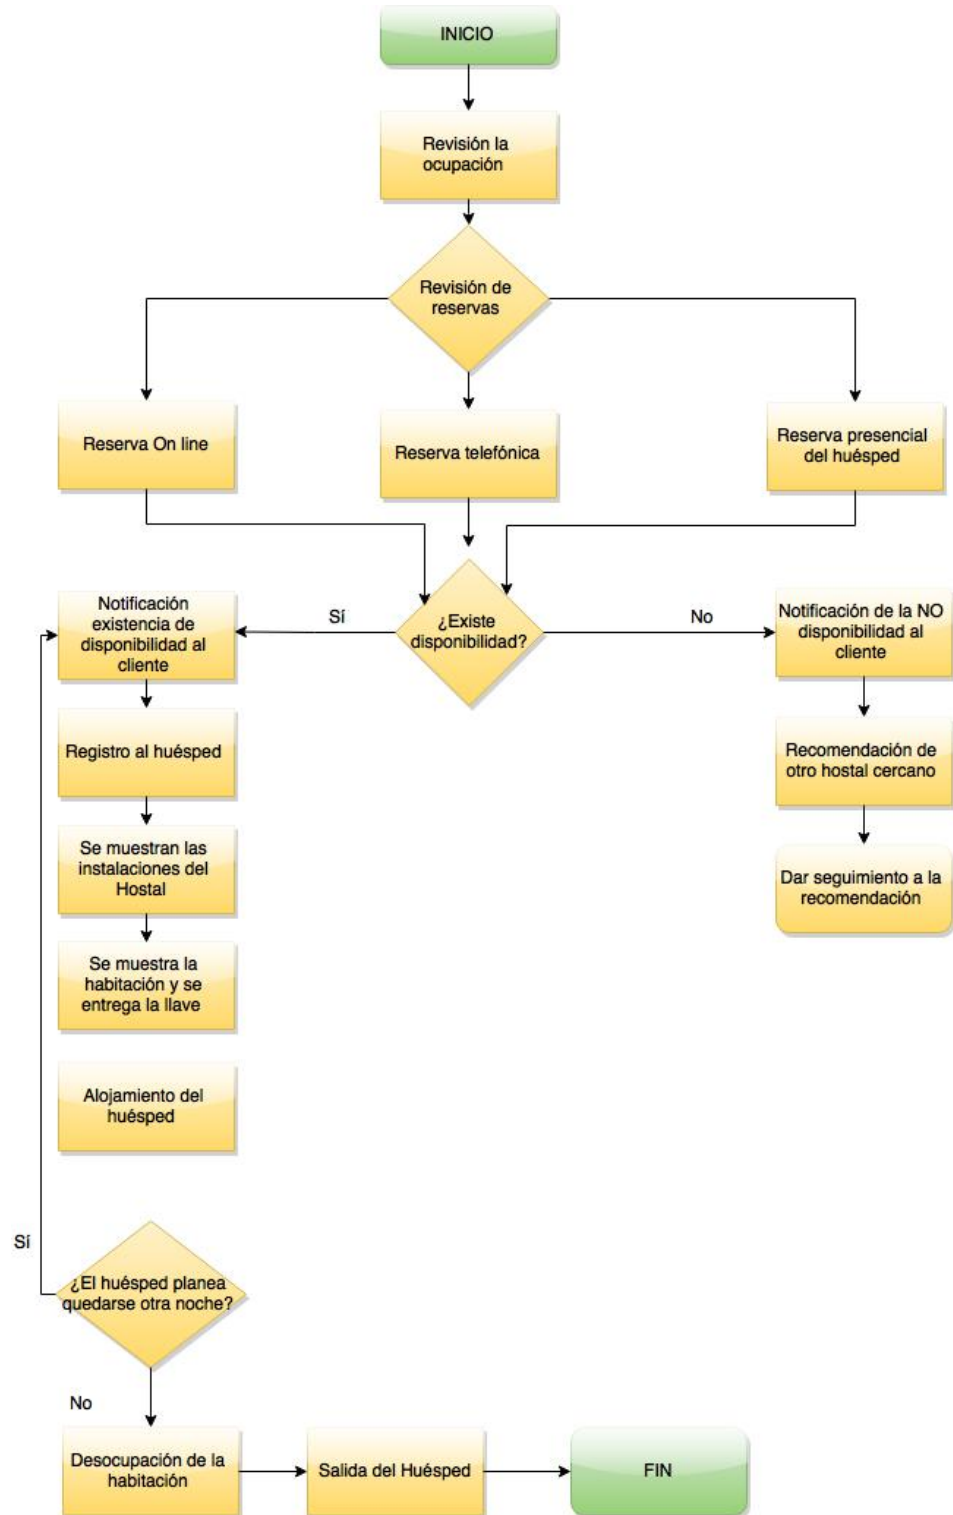 INICIO
Revisión la
ocupación
Revisión de
reservas
Reserva On line
Reserva telefónica
Reserva presencial
del huésped
Notificación
existencia de
disponibilidad al
cliente
Sí
¿Existe
disponibilidad?
No
Notificación de la NO
disponibilidad al
cliente
Registro al huésped
Recomendación de
otro hostal cercano
Se muestran las
instalaciones del
Hostal
Dar seguimiento a la
recomendación
Se muestra la
habitación y se
entrega la llave
Alojamiento del
huésped
Sí
¿El huésped planea
quedarse otra noche?
No
Desocupación de la
habitación
Salida del Huésped
FIN